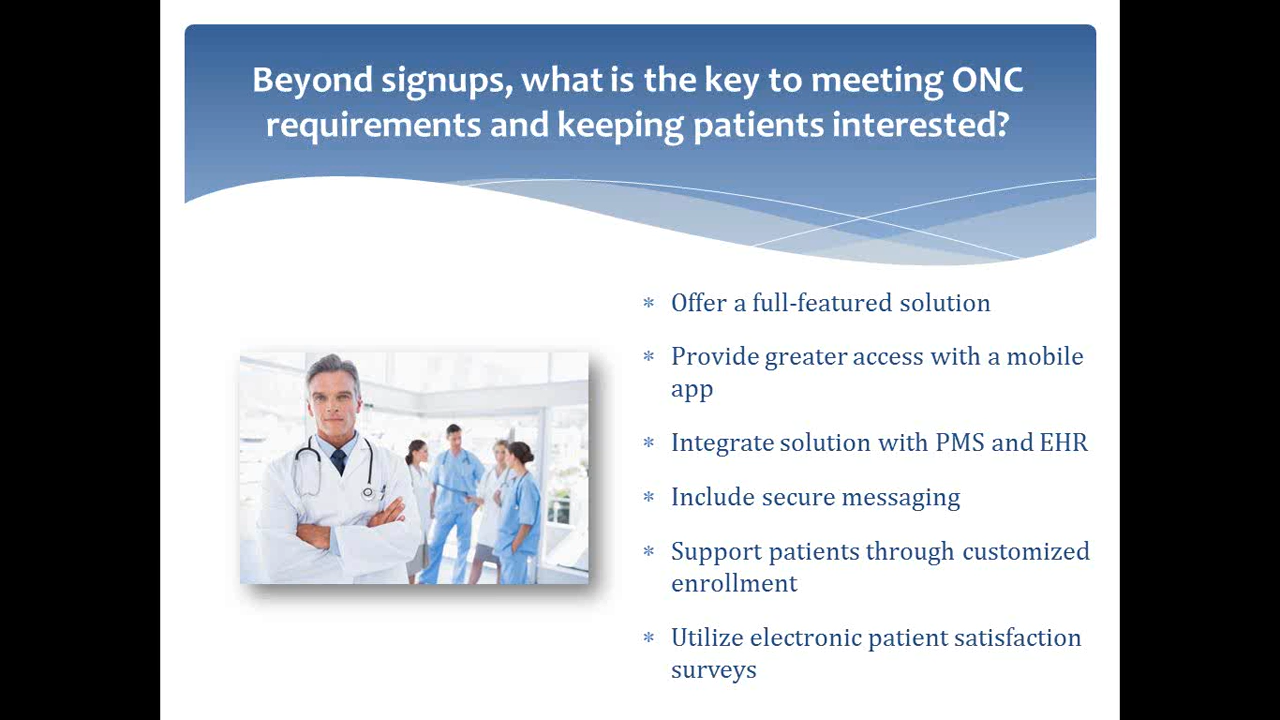 Beyond signups, what is the key to meeting ONC
requirements and keeping patients interested?
* Offer a full-featured solution
* Provide greater access with a mobile
app
* Integrate solution with PMS and EHR
* Include secure messaging
* Support patients through customized
enrollment
* Utilize electronic patient satisfaction
surveys